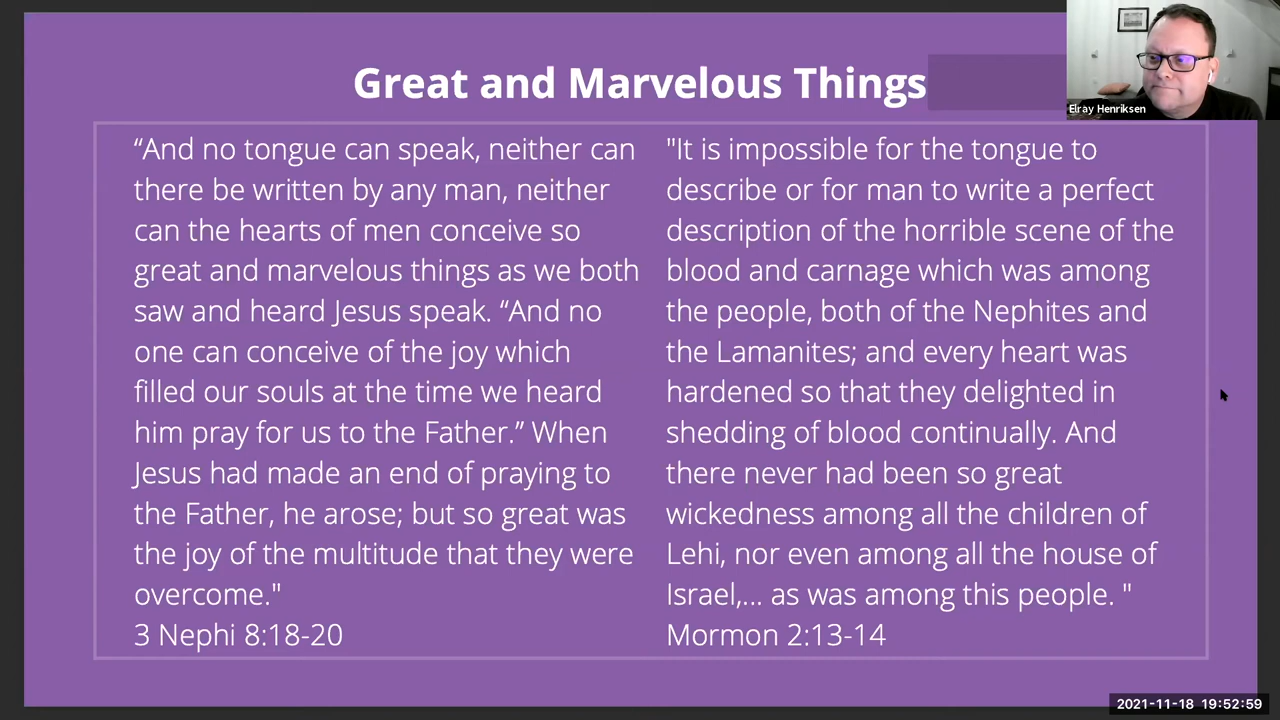 Great and Marvelous Things
Elray Henriksen
“And no tongue can speak, neither can
there be written by any man, neither
can the hearts of men conceive so
great and marvelous things as we both
saw and heard Jesus speak. “And no
one can conceive of the joy which
filled our souls at the time we heard
him pray for us to the Father.” When
Jesus had made an end of praying to
the Father, he arose; but so great was
the joy of the multitude that they were
overcome."
3 Nephi 8:18-20
"It is impossible for the tongue to
describe or for man to write a perfect
description of the horrible scene of the
blood and carnage which was among
the people, both of the Nephites and
the Lamanites; and every heart was
hardened so that they delighted in
shedding of blood continually. And
there never had been so great
wickedness among all the children of
Lehi, nor even among all the house of
Israel,... as was among this people. "
Mormon 2:13-14
2021-11-18 19:52:59